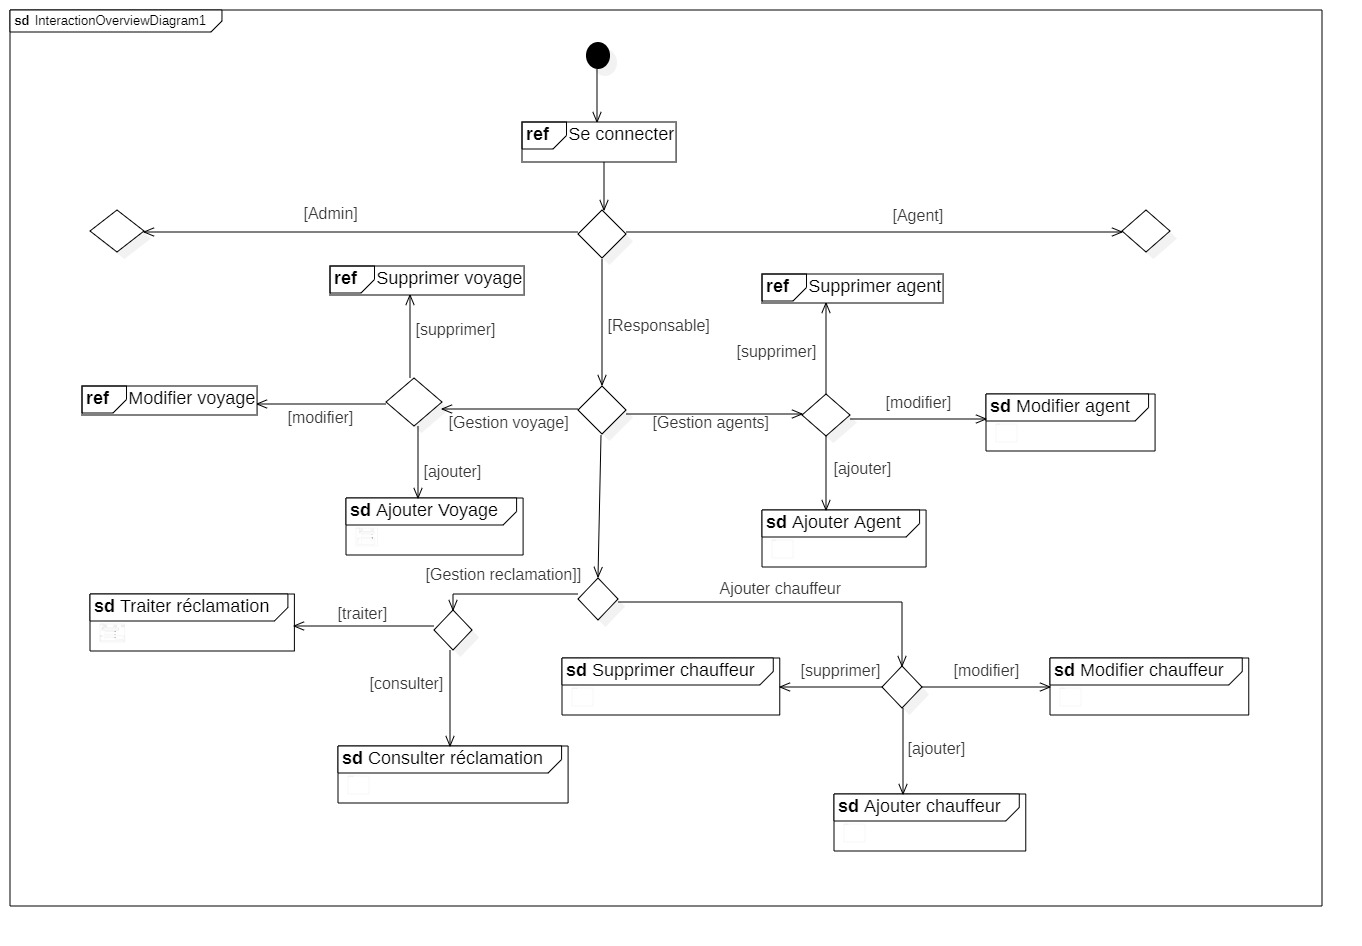 sd InteractionOverviewDiagram1
ref Se connecter
[Admin]
[Agent]
ref Supprimer voyage
ref Supprimer agent
[supprimer]
[Responsable]
[supprimer]
ref Modifier voyage
[modifier]
[Gestion voyage]
[Gestion agents]
[modifier]
sd Modifier agent
[ajouter]
[ajouter]
sd Ajouter Voyage
sd Ajouter Agent
[Gestion reclamation]]
Ajouter chauffeur
sd Traiter réclamation
[traiter]
sd Supprimer chauffeur
[supprimer]
[modifier]
sd Modifier chauffeur
[consulter]
[ajouter]
sd Consulter réclamation
sd Ajouter chauffeur